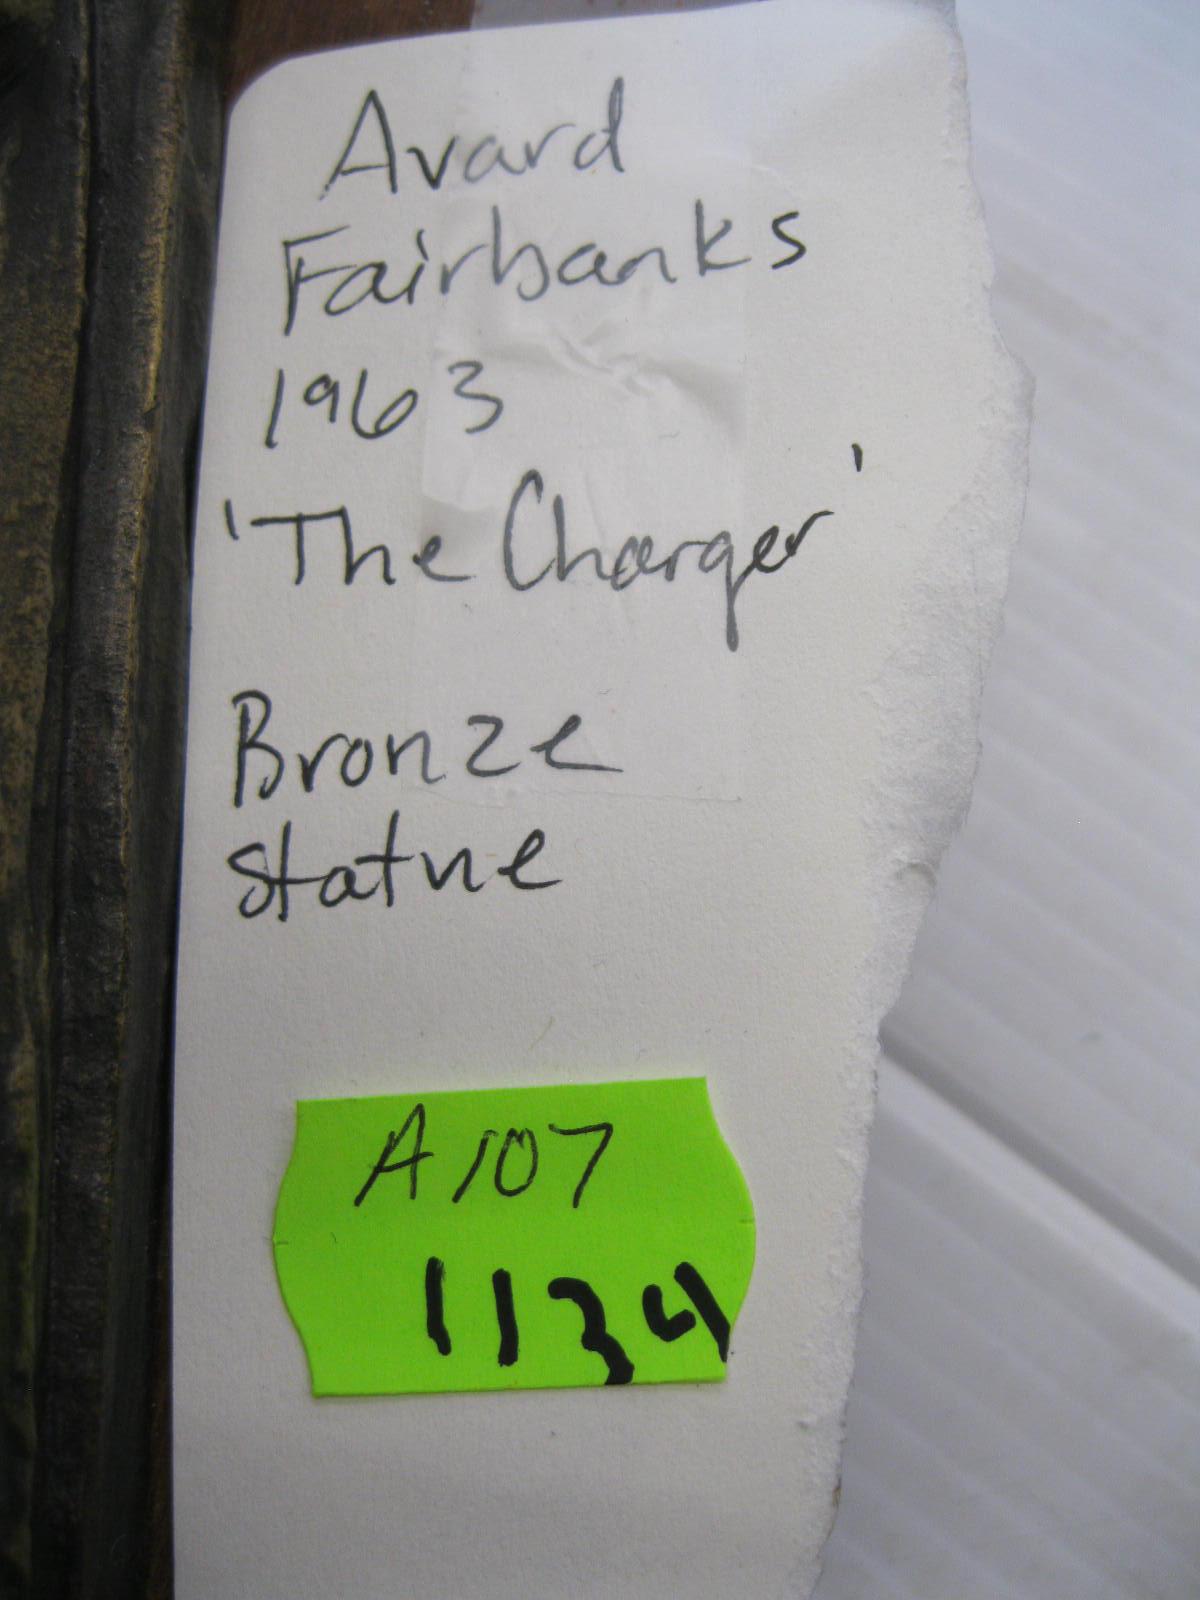 Avard
Fairbanks
1963
'The Charger'
Bronze
Statue
A107
1134